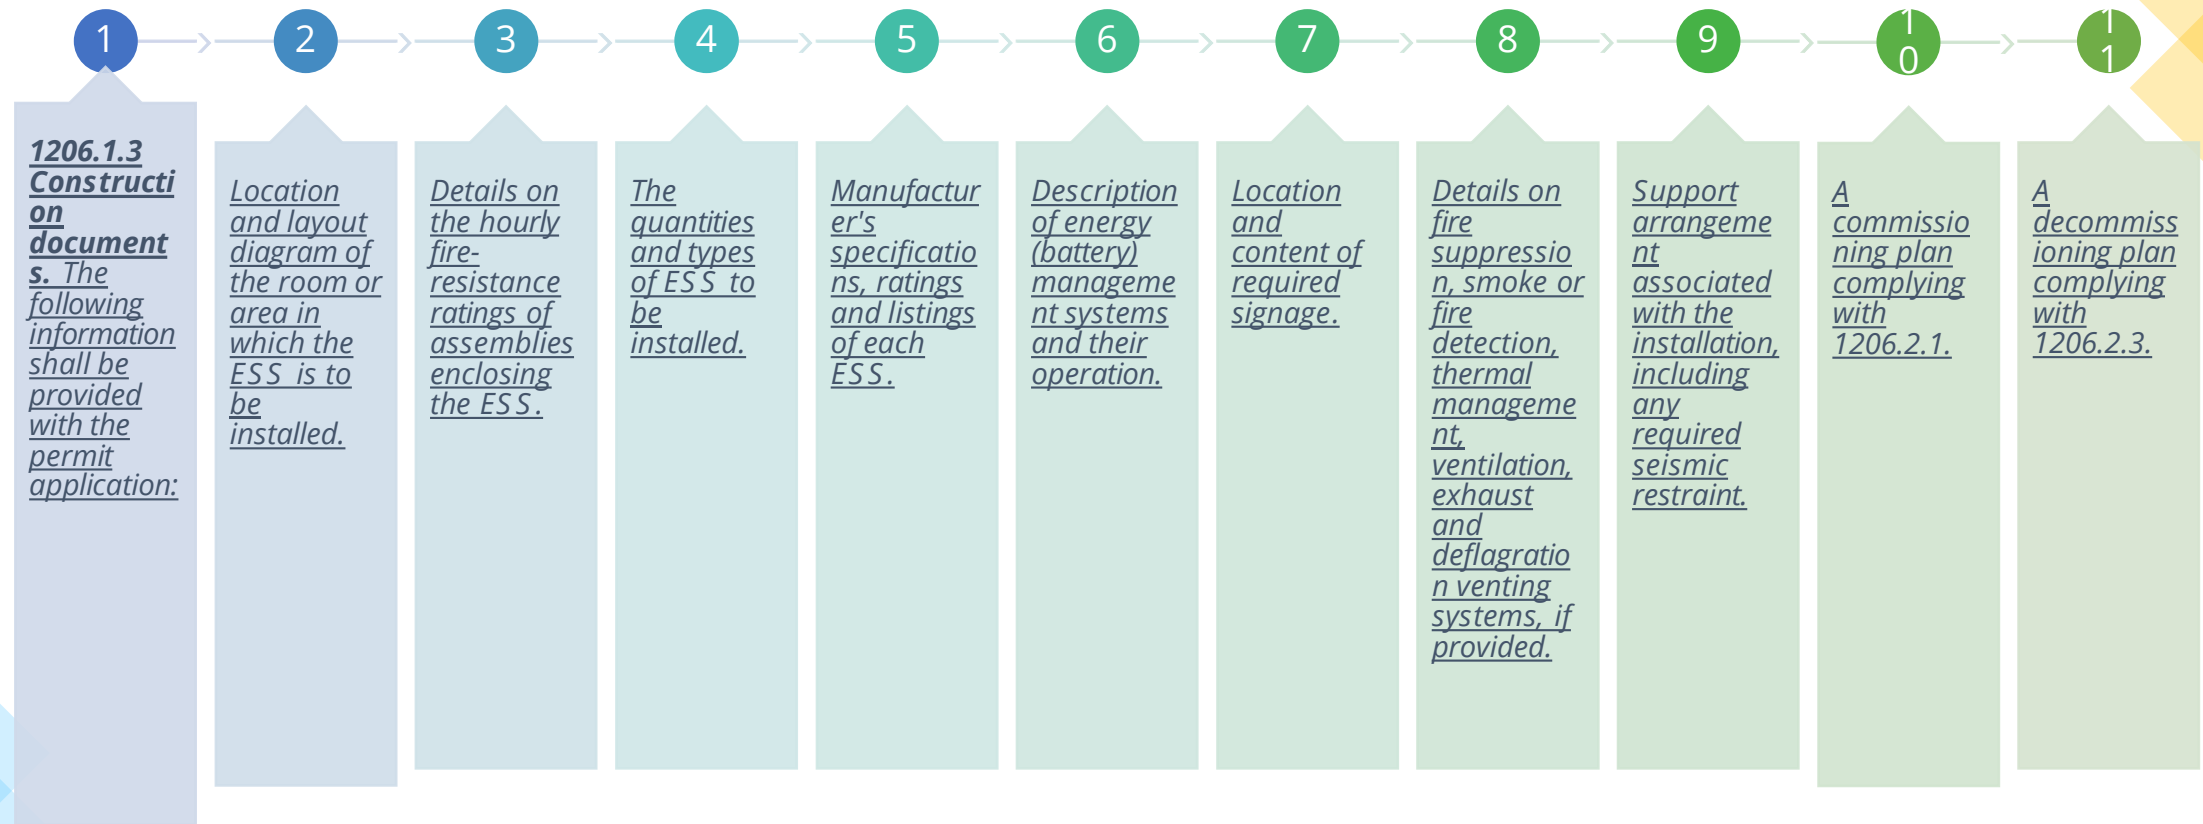 1
2
3
4
5
6
7
8
9
10
11
1206.1.3
Constructi
on
document
s. The
following
information
shall be
provided
with the
permit
application:
Location
and layout
diagram of
the room or
area in
which the
ESS is to
be
installed.
Details on
the hourly
fire-
resistance
ratings of
assemblies
enclosing
the ESS.
The
quantities
and types
of ESS to
be
installed.
Manufactur
er's
specificatio
ns, ratings
and listings
of each
ESS.
Description
of energy
(battery)
manageme
nt systems
and their
operation.
Location
and
content of
required
signage.
Details on
fire
suppressio
n, smoke or
fire
detection,
thermal
manageme
nt,
ventilation,
exhaust
and
deflagratio
n venting
systems, if
provided.
Support
arrangeme
nt
associated
with the
installation,
including
any
required
seismic
restraint.
A
commissio
ning plan
complying
with
1206.2.1.
A
decommiss
ioning plan
complying
with
1206.2.3.